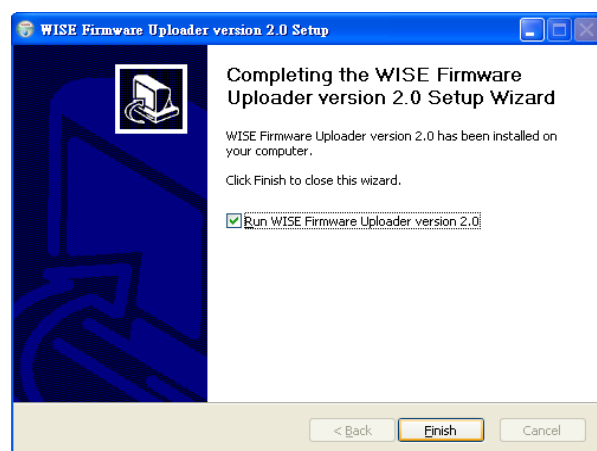 WISE Firmware Uploader version 2.0 Setup
Completing the WISE Firmware
Uploader version 2.0 Setup Wizard
WISE Firmware Uploader version 2.0 has been installed on
your computer.
Click Finish to close this wizard.
Run WISE Firmware Uploader version 2.0
< Back
Finish
Cancel